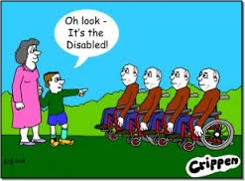 Oh look -
It's the
Disabled!
Crippen